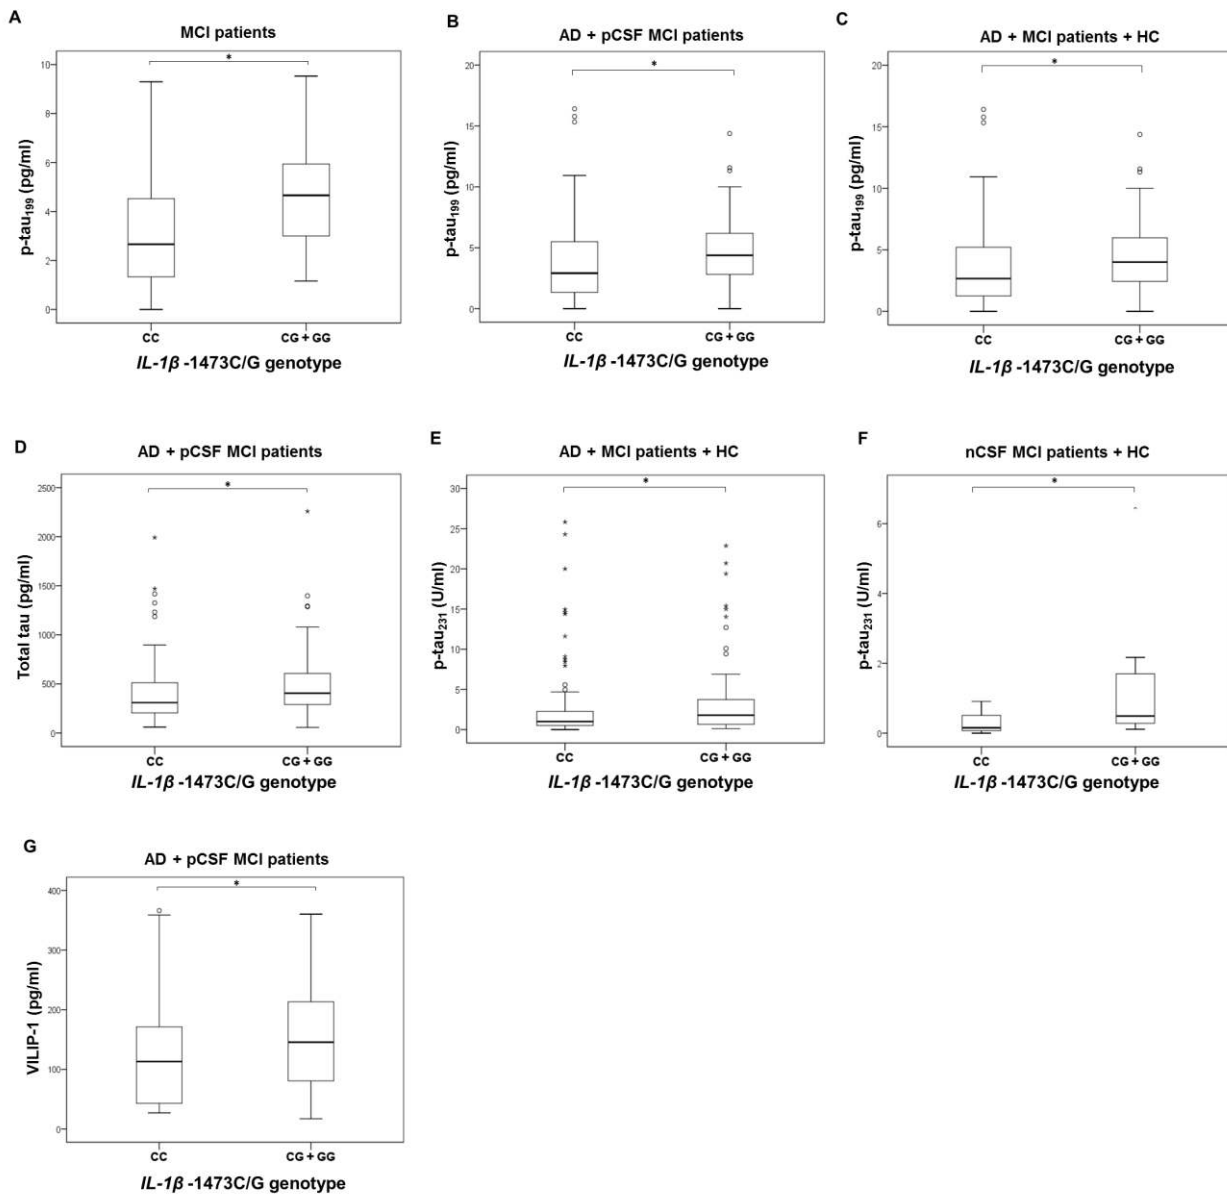 A
MCI patients
*
10
8
6
4
2
0
p-tau199 (pg/ml)
CC
CG + GG
IL-1β -1473C/G genotype
B
AD + pCSF MCI patients
*
20
15
10
5
0
p-tau199 (pg/ml)
CC
CG + GG
IL-1β -1473C/G genotype
C
AD + MCI patients + HC
*
20
15
10
5
0
p-tau199 (pg/ml)
CC
CG + GG
IL-1β -1473C/G genotype
D
AD + pCSF MCI patients
*
2500
2000
1500
1000
500
0
Total tau (pg/ml)
CC
CG + GG
IL-1β -1473C/G genotype
E
AD + MCI patients + HC
*
30
25
20
15
10
5
0
p-tau231 (U/ml)
CC
CG + GG
IL-1β -1473C/G genotype
F
nCSF MCI patients + HC
*
6
4
2
0
p-tau231 (U/ml)
CC
CG + GG
IL-1β -1473C/G genotype
G
AD + pCSF MCI patients
*
400
300
200
100
0
VILIP-1 (pg/ml)
CC
CG + GG
IL-1β -1473C/G genotype